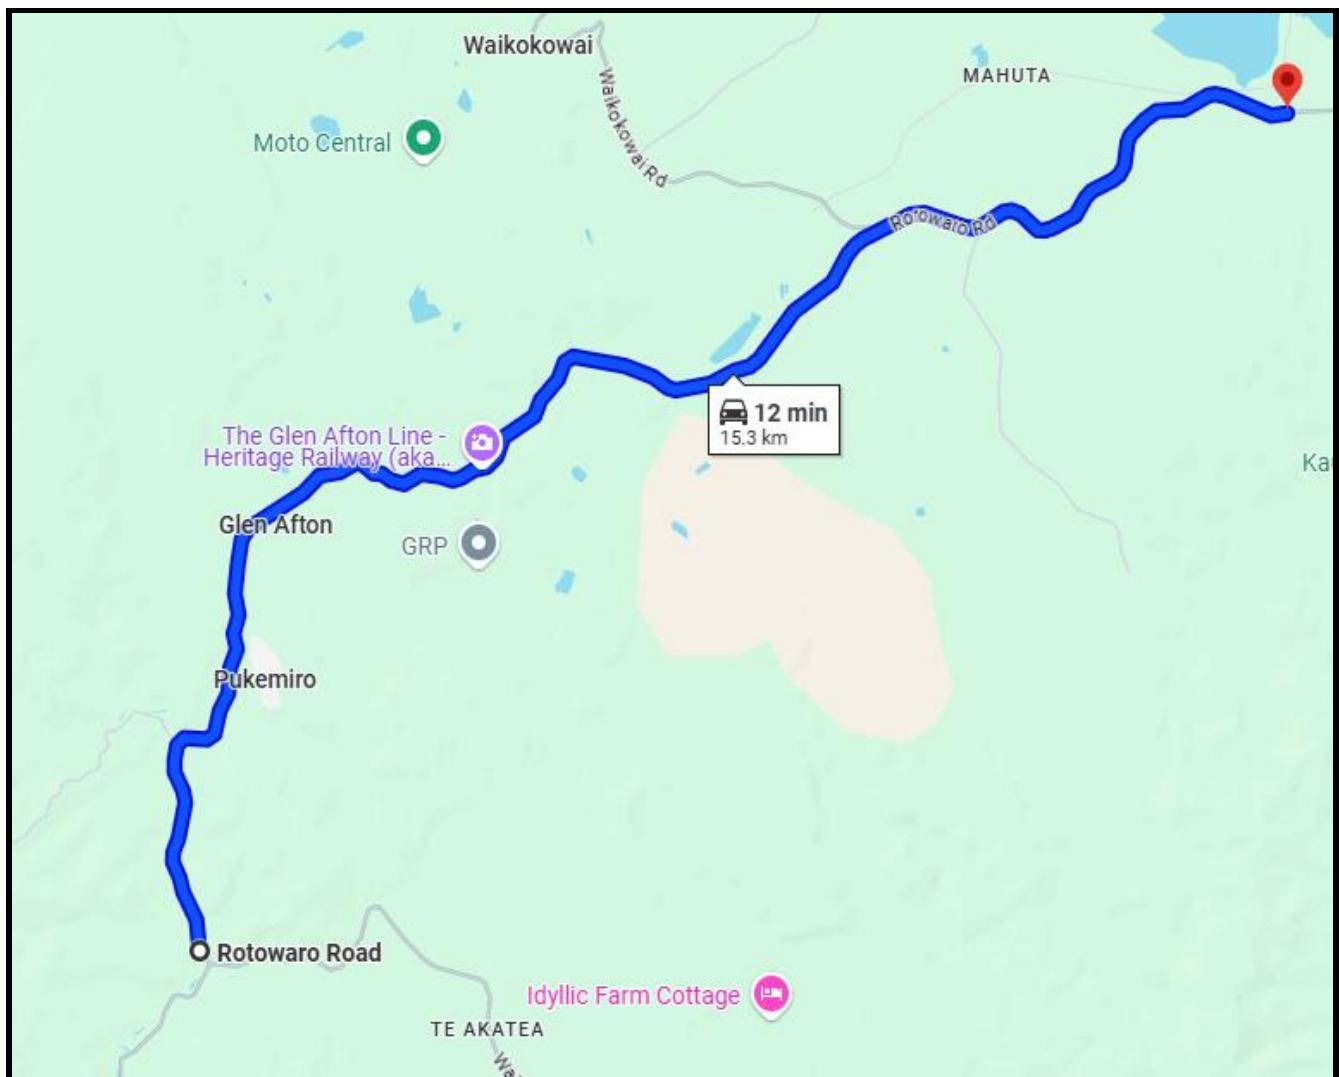 Waikokowai
MAHUTA
Waikokowai Rd
Moto Central
Rotowaro Rd
12 min
15.3 km
The Glen Afton Line -
Heritage Railway (aka...
Glen Afton
GRP
Pukemiro
Rotowaro Road
Idyllic Farm Cottage
TE AKATEA